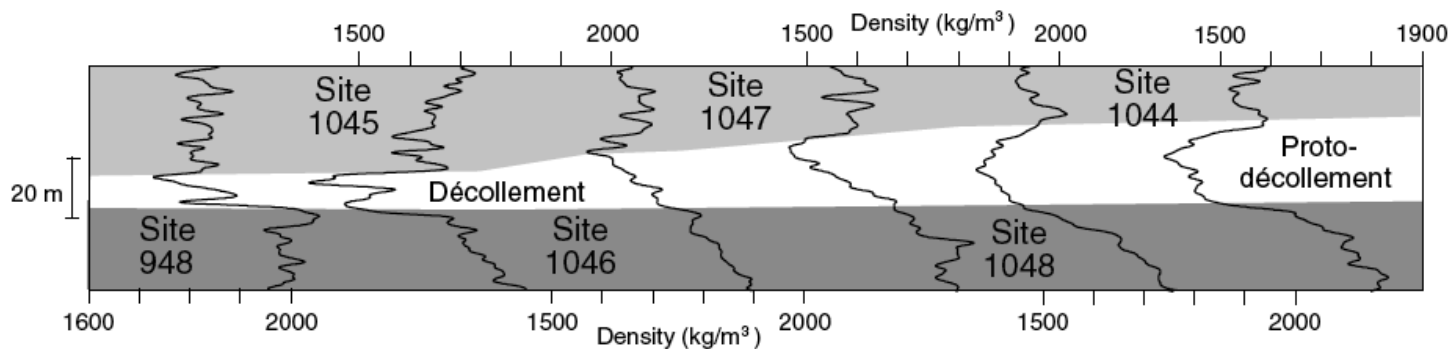 Density (kg/m³)
1500 2000 1500 2000 1500 1900
Site
1045
Site
1047
Site
1044
Proto-
décollement
20 m
Décollement
Site
948
Site
1046
Site
1048
1600 2000 1500 2000 1500 2000
Density (kg/m³)